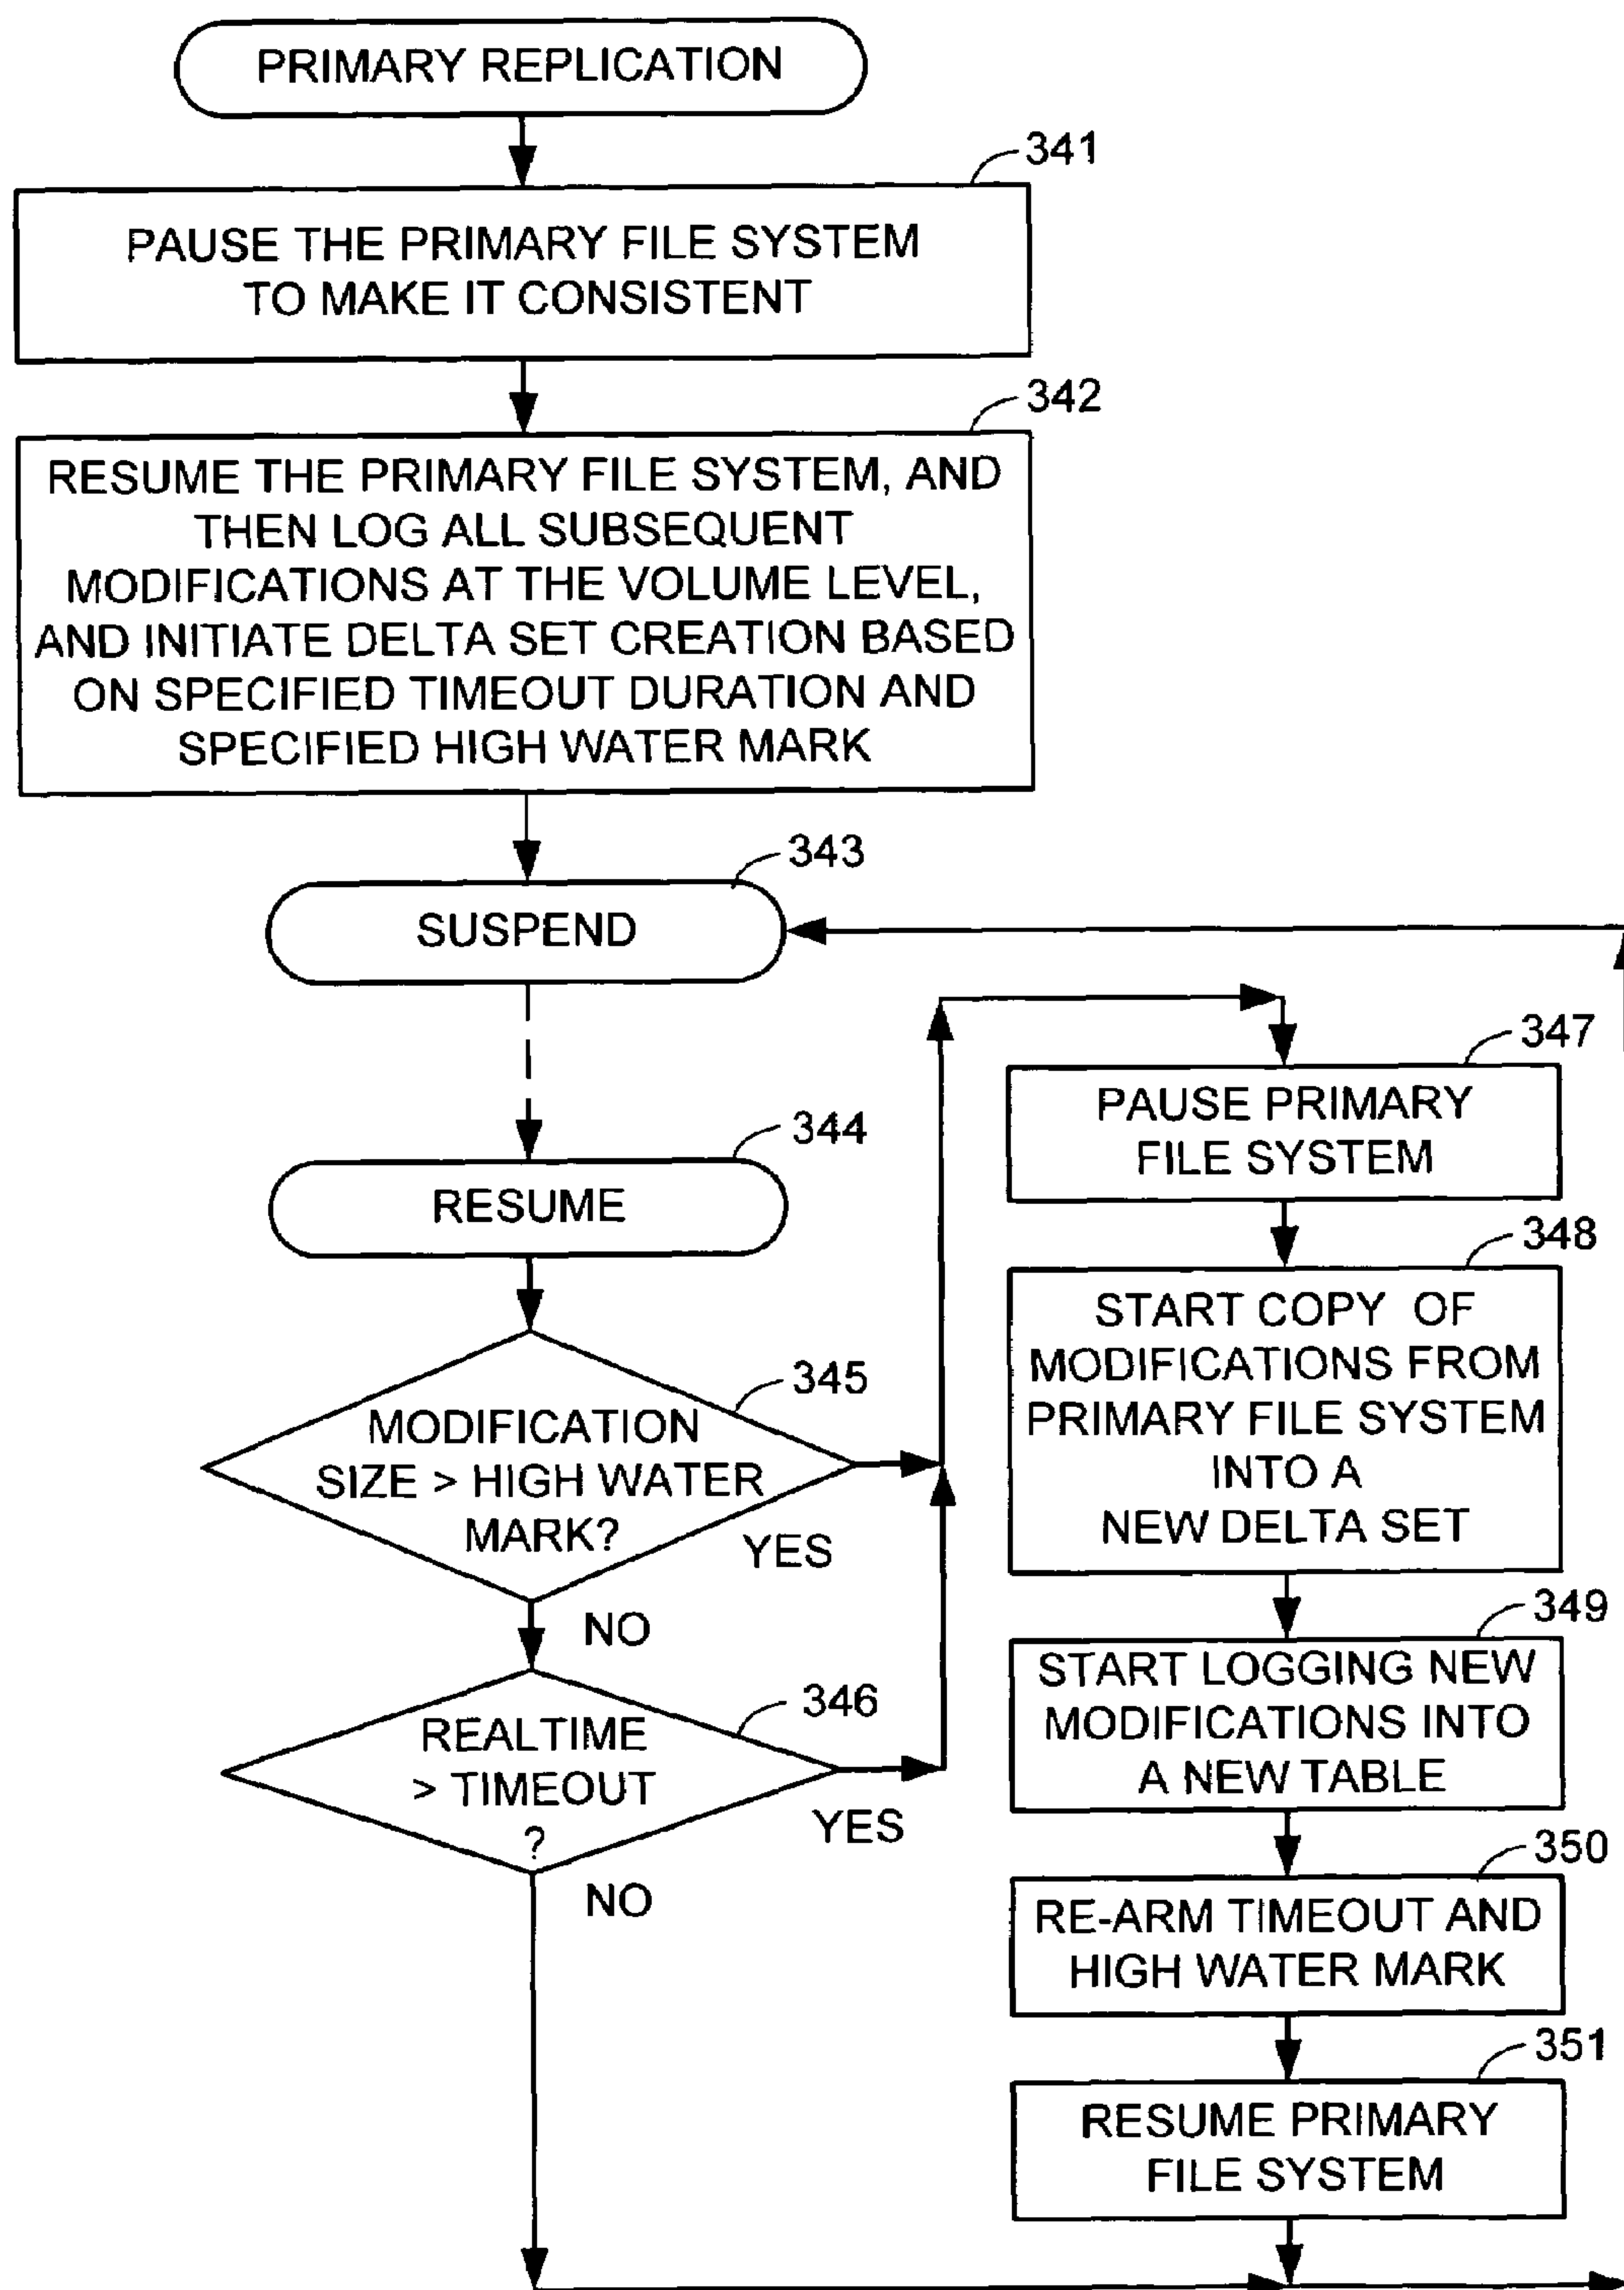 PRIMARY REPLICATION
341
PAUSE THE PRIMARY FILE SYSTEM
TO MAKE IT CONSISTENT
342
RESUME THE PRIMARY FILE SYSTEM, AND
THEN LOG ALL SUBSEQUENT
MODIFICATIONS AT THE VOLUME LEVEL,
AND INITIATE DELTA SET CREATION BASED
ON SPECIFIED TIMEOUT DURATION AND
SPECIFIED HIGH WATER MARK
343
SUSPEND
344
RESUME
345
MODIFICATION
SIZE > HIGH WATER
MARK?
YES
NO
346
REALTIME
> TIMEOUT
?
YES
NO
347
PAUSE PRIMARY
FILE SYSTEM
348
START COPY OF
MODIFICATIONS FROM
PRIMARY FILE SYSTEM
INTO A
NEW DELTA SET
349
START LOGGING NEW
MODIFICATIONS INTO
A NEW TABLE
350
RE-ARM TIMEOUT AND
HIGH WATER MARK
351
RESUME PRIMARY
FILE SYSTEM